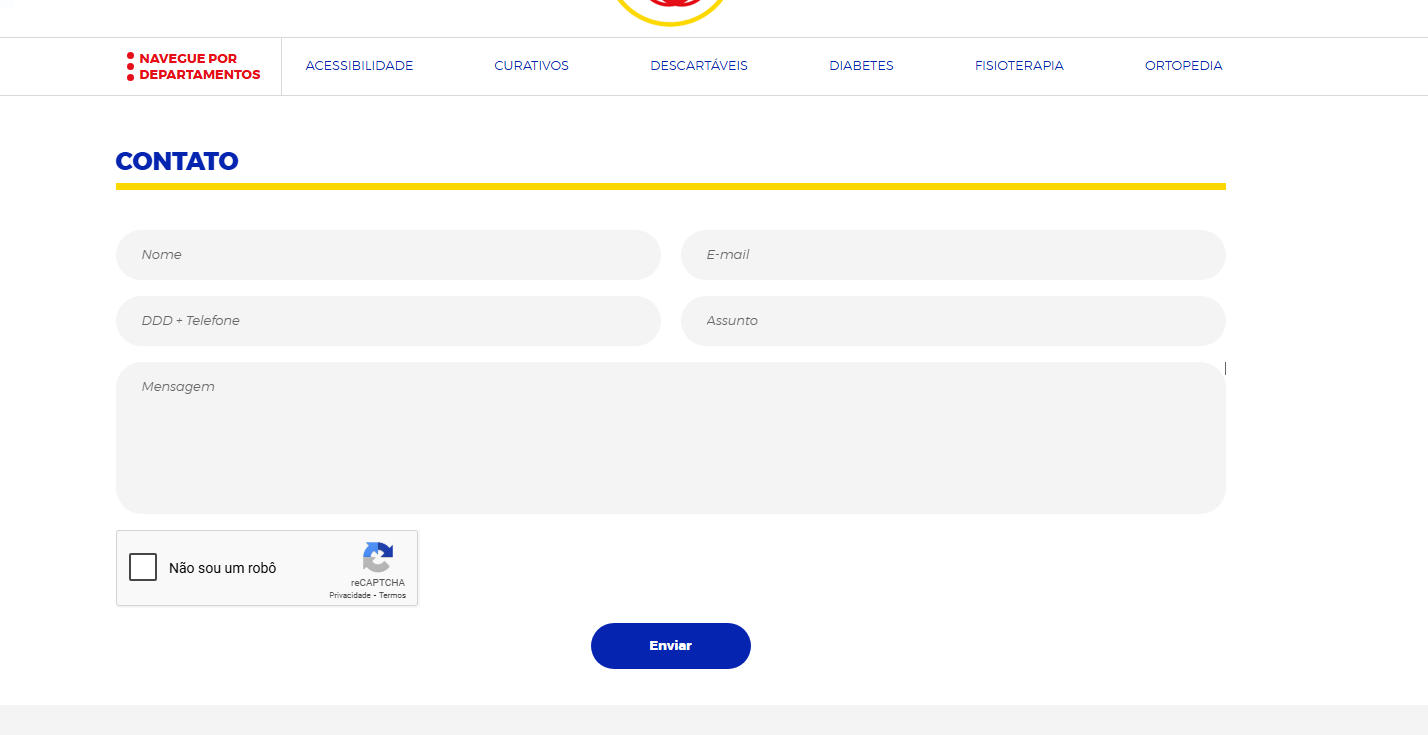 NAVEGUE POR
DEPARTAMENTOS
ACESSIBILIDADE CURATIVOS DESCARTÁVEIS DIABETES FISIOTERAPIA ORTOPEDIA
CONTATO
Nome E-mail
DDD + Telefone Assunto
Mensagem
Não sou um robô
reCAPTCHA
Privacidade - Termos
Enviar